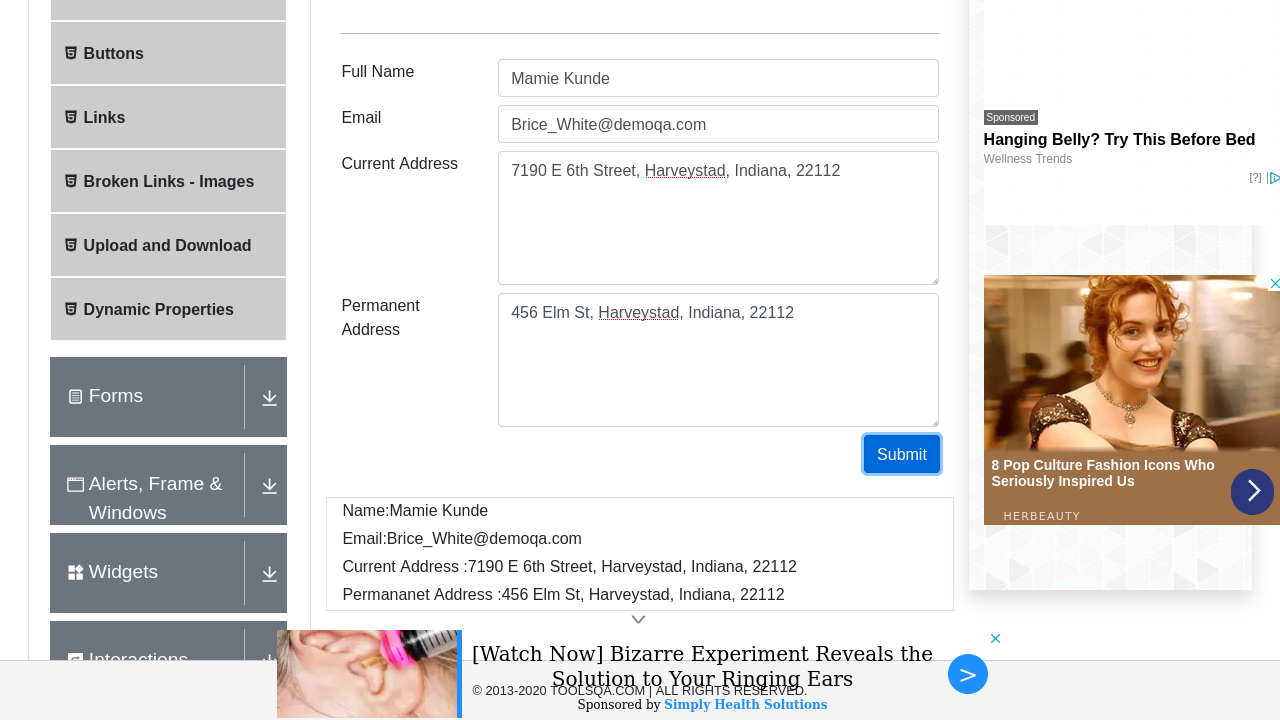 Buttons
Links
Broken Links - Images
Upload and Download
Dynamic Properties
Forms
Alerts, Frame &
Windows
Widgets
Interactions
Full Name
Mamie Kunde
Email
Brice_White@demoqa.com
Current Address
7190 E 6th Street, Harveystad, Indiana, 22112
Permanent
Address
456 Elm St, Harveystad, Indiana, 22112
Submit
Name:Mamie Kunde
Email:Brice_White@demoqa.com
Current Address :7190 E 6th Street, Harveystad, Indiana, 22112
Permananet Address :456 Elm St, Harveystad, Indiana, 22112
Sponsored
Hanging Belly? Try This Before Bed
Wellness Trends
[?]
8 Pop Culture Fashion Icons Who
Seriously Inspired Us
HERBEAUTY
[Watch Now] Bizarre Experiment Reveals the
Solution to Your Ringing Ears
© 2013-2020 TOOLSQA.COM | ALL RIGHTS RESERVED.
Sponsored by Simply Health Solutions